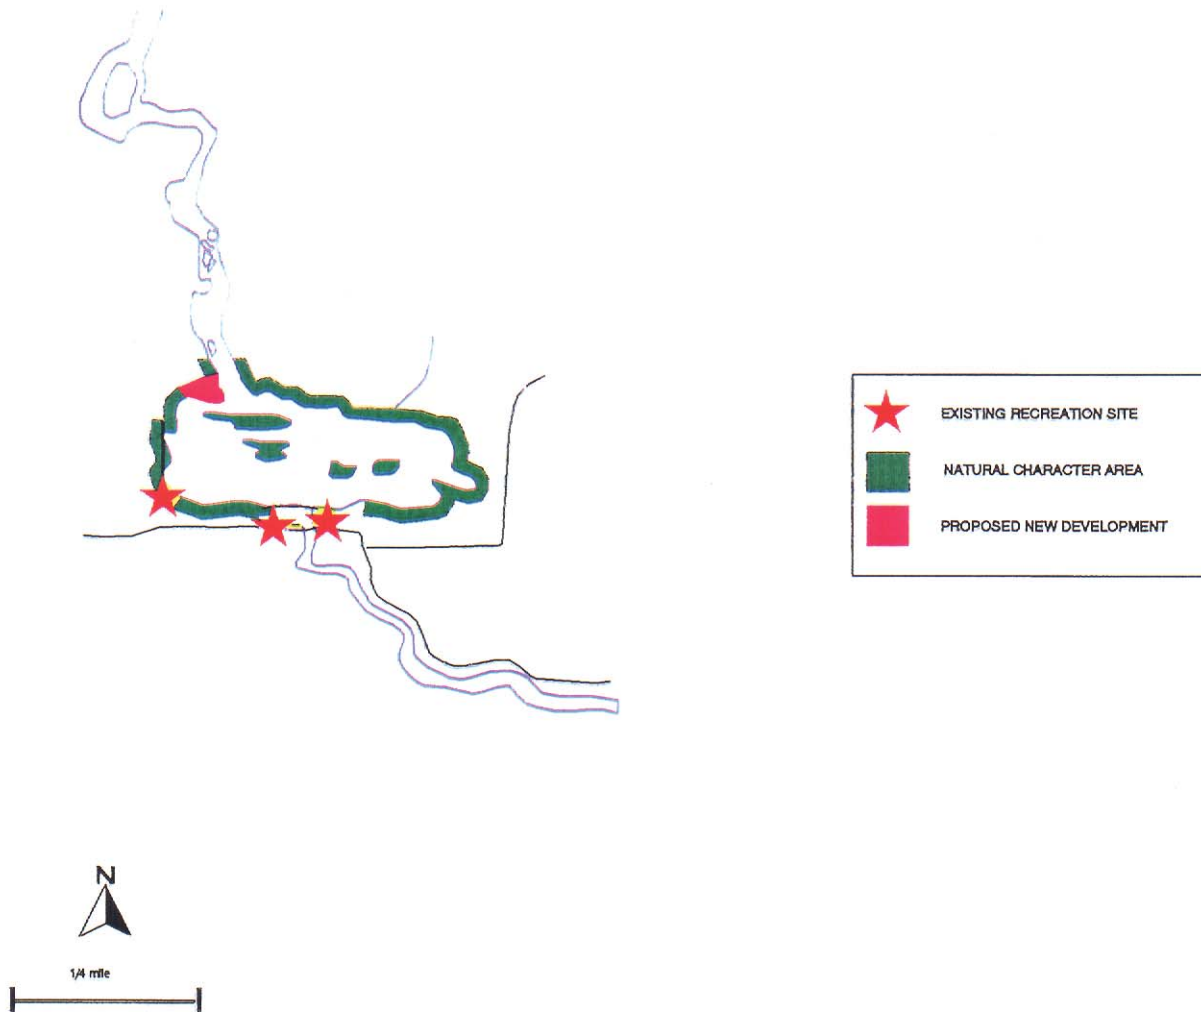 EXISTING RECREATION SITE
NATURAL CHARACTER AREA
PROPOSED NEW DEVELOPMENT
N
1/4 mile